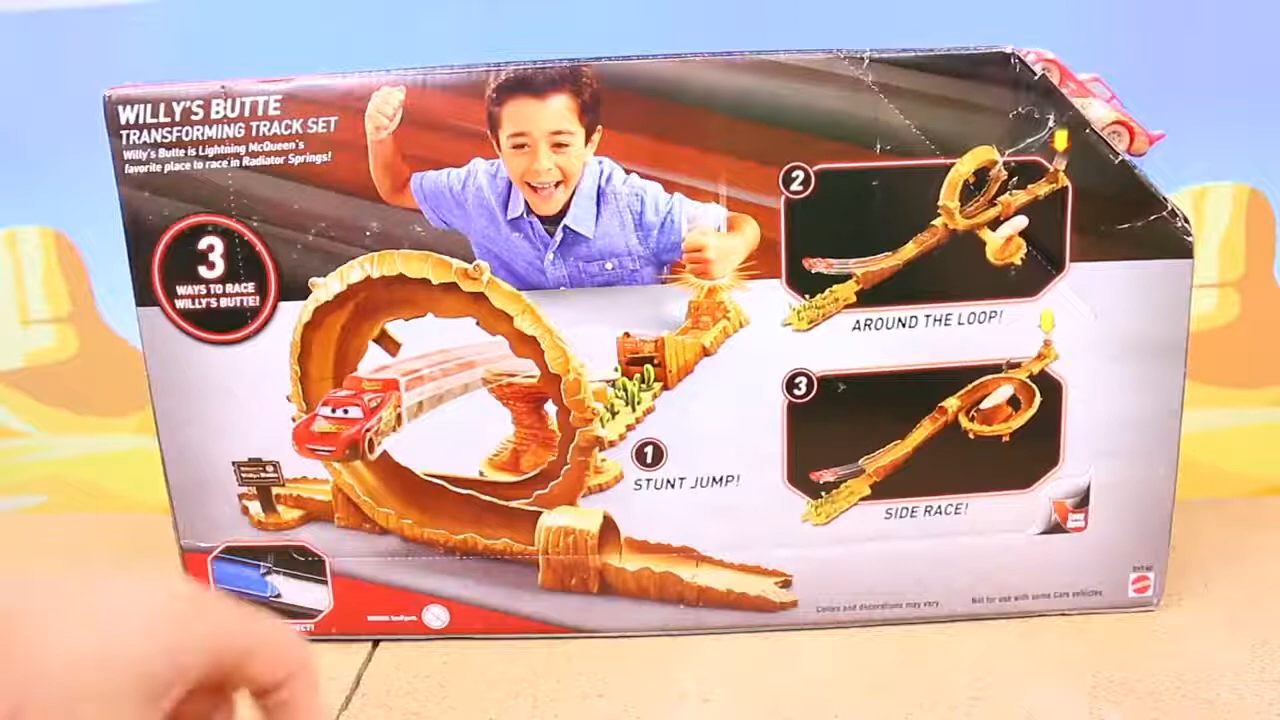 WILLY'S BUTTE
TRANSFORMING TRACK SET
Willy's Butte is Lightning McQueen's
favorite place to race in Radiator Springs!
3
WAYS TO RACE
WILLY'S BUTTE!
2
AROUND THE LOOP!
3
SIDE RACE!
1
STUNT JUMP!
Colors and decorations may vary.
Not for use with some Cars vehicles.